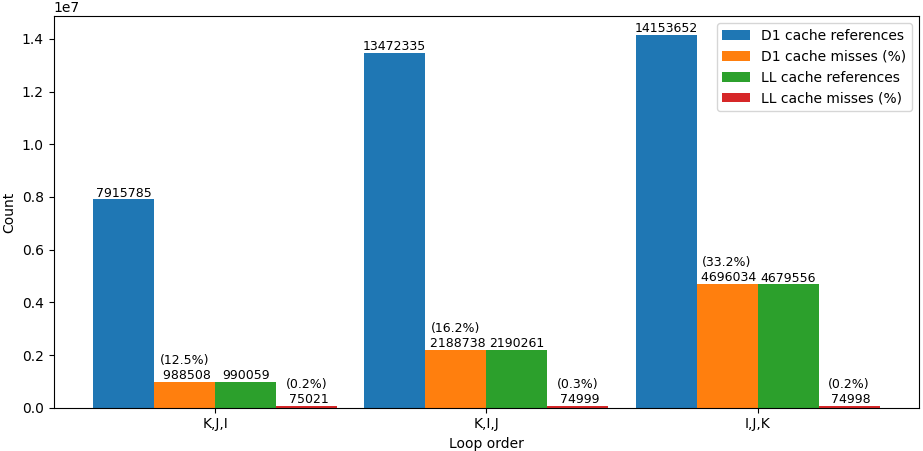 1e7
1.4
1.2
1.0
0.8
0.6
0.4
0.2
0.0
Count
7915785
(12.5%)
988508
990059
(0.2%)
75021
13472335
(16.2%)
2188738
2190261
(0.3%)
74999
14153652
(33.2%)
4696034
4679556
(0.2%)
74998
D1 cache references
D1 cache misses (%)
LL cache references
LL cache misses (%)
K,J,I
K,I,J
I,J,K
Loop order